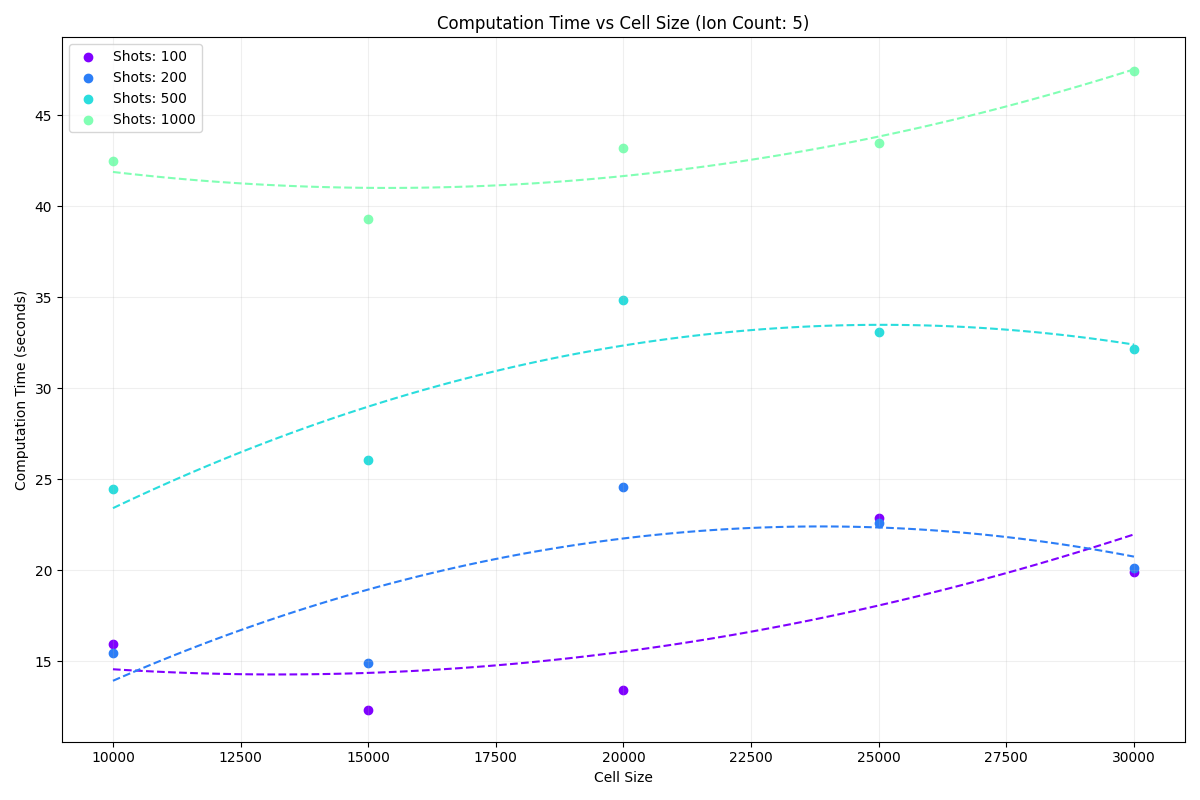 Computation Time vs Cell Size (Ion Count: 5)
Shots: 100
Shots: 200
Shots: 500
Shots: 1000
Computation Time (seconds)
45
40
35
30
25
20
15
10000 12500 15000 17500 20000 22500 25000 27500 30000
Cell Size